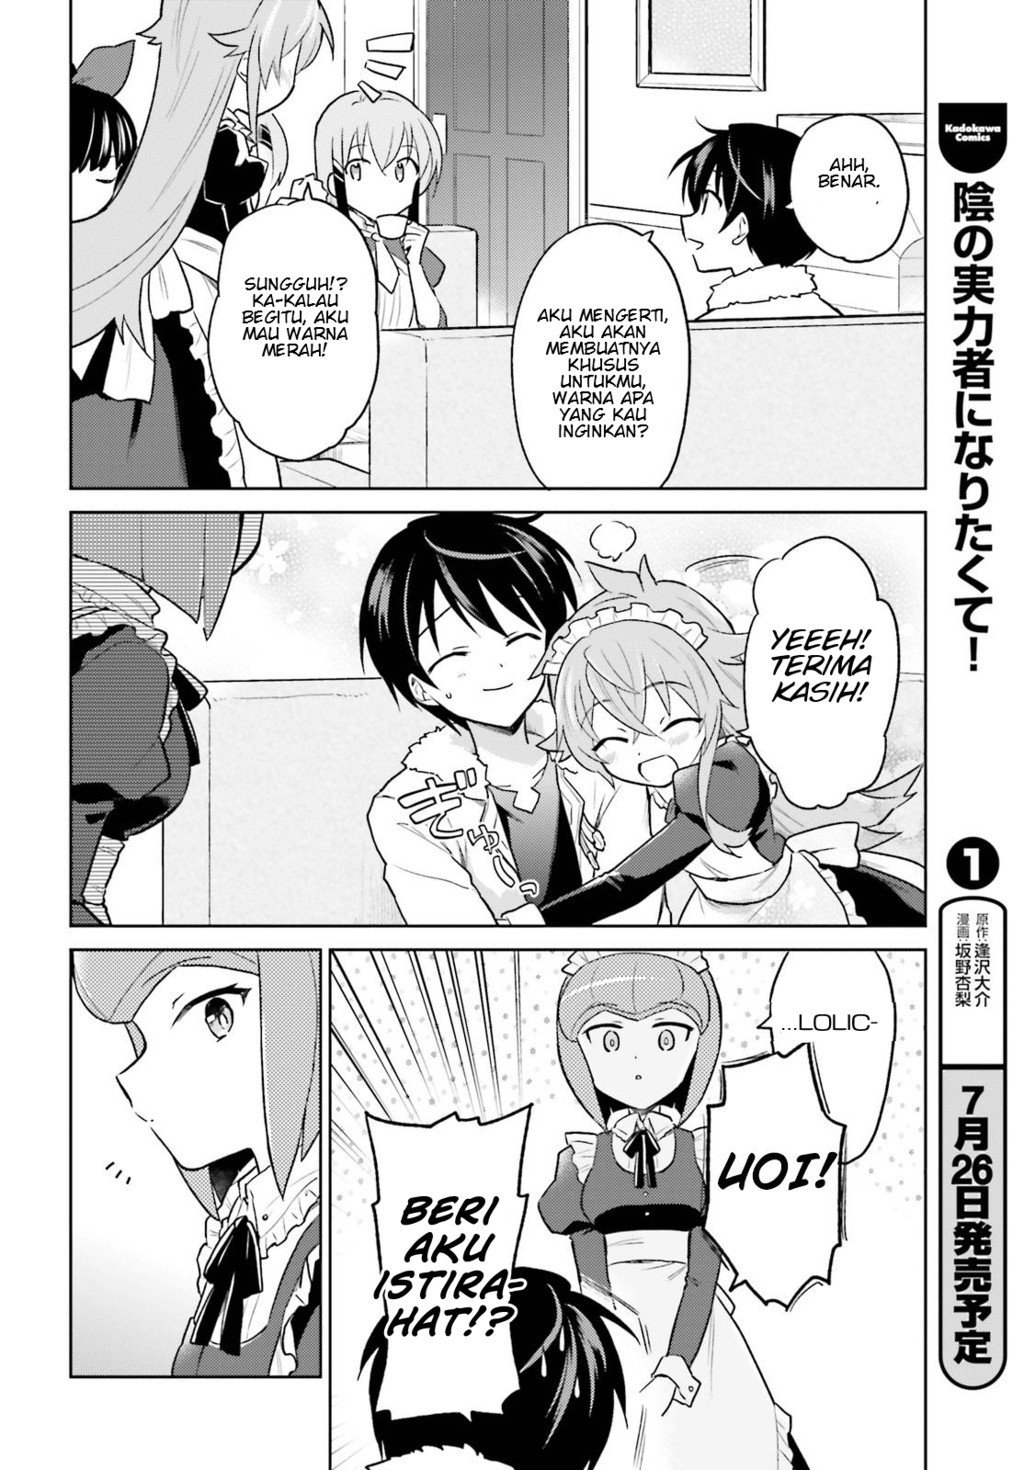 AHH,
BENAR.
AKU MENGERTI,
AKU AKAN
MEMBUATNYA
KHUSUS
UNTUKMU,
WARNA APA
YANG KAU
INGINKAN?
SUNGGUH!?
KA-KALAU
BEGITU, AKU
MAU WARNA
MERAH!
YEEEH!
TERIMA
KASIH!
ぎゅっ
...LOLIC-
UOI!
BERI
AKU
ISTIRA-
HAT!?
Kadokawa
Comics
陰の実力者になりたくて!
1
原作:逢沢大介
漫画:坂野杏梨
7月26日発売予定